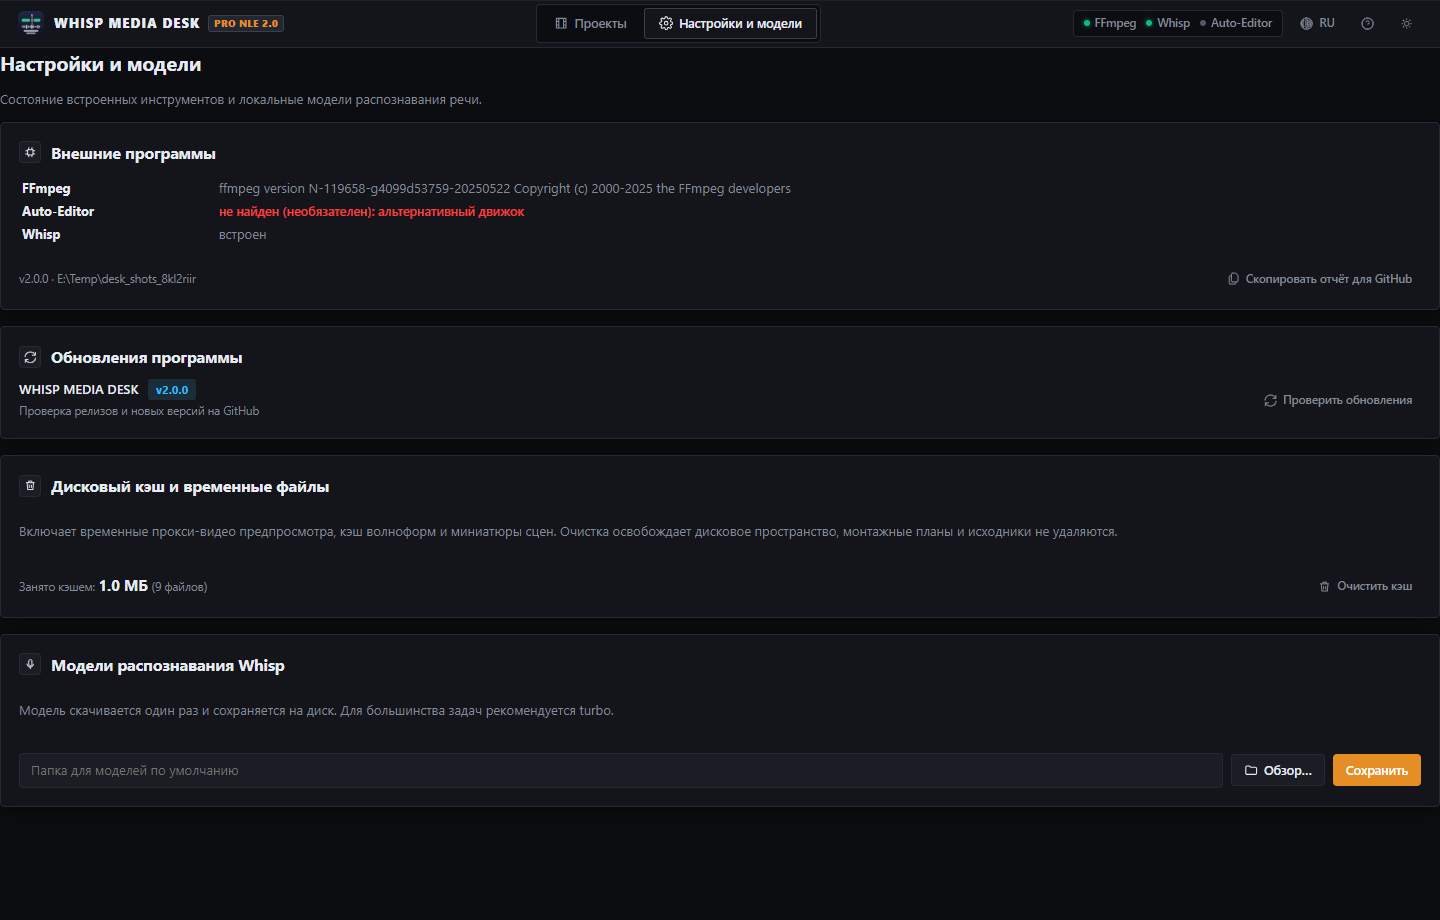 WHISP MEDIA DESK PRO NLE 2.0 Проекты Настройки и модели FFmpeg Whisp Auto-Editor RU
Настройки и модели
Состояние встроенных инструментов и локальные модели распознавания речи.
Внешние программы
FFmpeg ffmpeg version N-119658-g4099d53759-20250522 Copyright (c) 2000-2025 the FFmpeg developers
Auto-Editor не найден (необязателен): альтернативный движок
Whisp встроен
v2.0.0 · E:\Temp\desk_shots_8kl2riir Скопировать отчёт для GitHub
Обновления программы
WHISP MEDIA DESK v2.0.0
Проверка релизов и новых версий на GitHub Проверить обновления
Дисковый кэш и временные файлы
Включает временные прокси-видео предпросмотра, кэш волноформ и миниатюры сцен. Очистка освобождает дисковое пространство, монтажные планы и исходники не удаляются.
Занято кэшем: 1.0 МБ (9 файлов) Очистить кэш
Модели распознавания Whisp
Модель скачивается один раз и сохраняется на диск. Для большинства задач рекомендуется turbo.
Папка для моделей по умолчанию Обзор... Сохранить